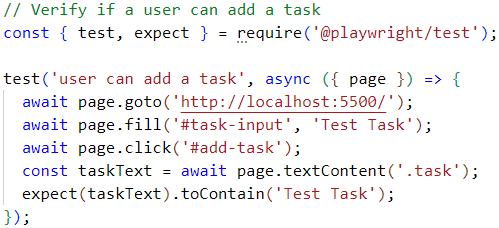 // Verify if a user can add a task
const { test, expect } = require('@playwright/test');

test('user can add a task', async ({ page }) => {
  await page.goto('http://localhost:5500/');
  await page.fill('#task-input', 'Test Task');
  await page.click('#add-task');
  const taskText = await page.textContent('.task');
  expect(taskText).toContain('Test Task');
});